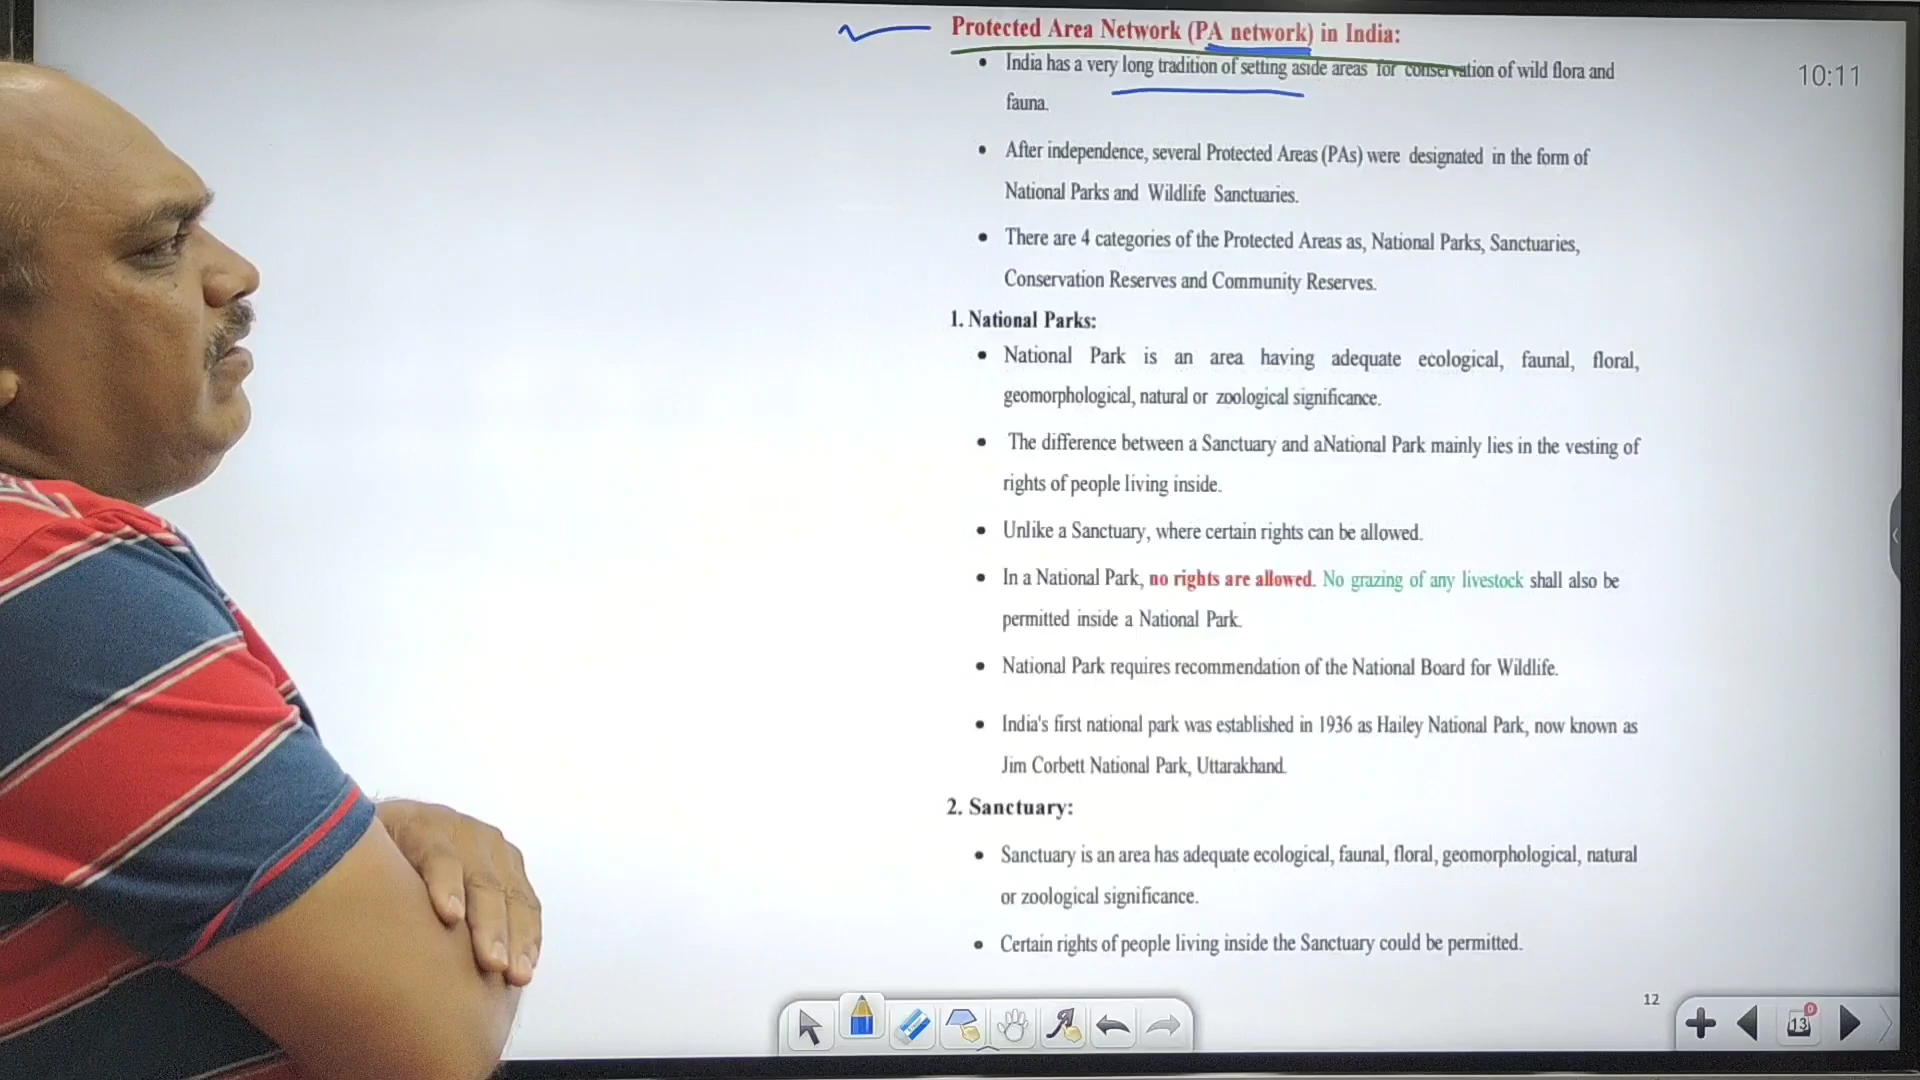 Protected Area Network (PA network) in India:
10:11
• India has a very long tradition of setting aside areas for conservation of wild flora and
fauna.
• After independence, several Protected Areas (PAs) were designated in the form of
National Parks and Wildlife Sanctuaries.
• There are 4 categories of the Protected Areas as, National Parks, Sanctuaries,
Conservation Reserves and Community Reserves.
1. National Parks:
• National Park is an area having adequate ecological, faunal, floral,
geomorphological, natural or zoological significance.
• The difference between a Sanctuary and aNational Park mainly lies in the vesting of
rights of people living inside.
• Unlike a Sanctuary, where certain rights can be allowed.
• In a National Park, no rights are allowed. No grazing of any livestock shall also be
permitted inside a National Park.
• National Park requires recommendation of the National Board for Wildlife.
• India's first national park was established in 1936 as Hailey National Park, now known as
Jim Corbett National Park, Uttarakhand.
2. Sanctuary:
• Sanctuary is an area has adequate ecological, faunal, floral, geomorphological, natural
or zoological significance.
• Certain rights of people living inside the Sanctuary could be permitted.
12
0
13